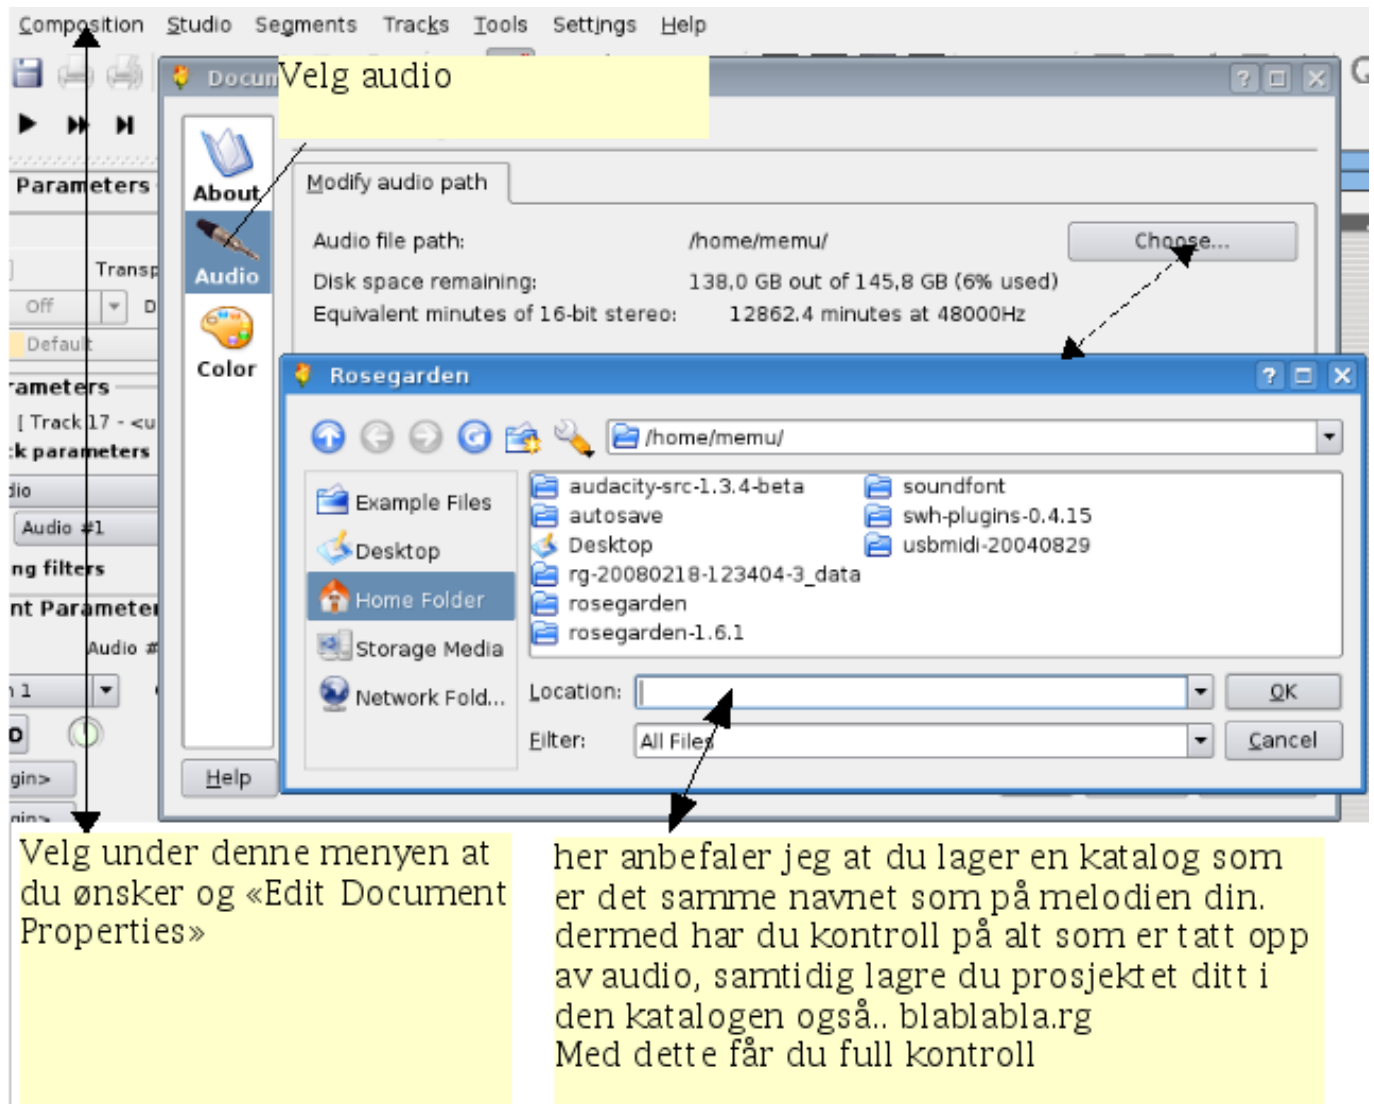 Composition Studio Segments Tracks Tools Settings Help
Velg audio
Docum
Parameters
Transp
Off
D
Default
rameters
[ Track 17 - <u
k parameters
dio
Audio #1
ng filters
nt Parameter
Audio #
1
gin>
About
Audio
Color
Help
Modify audio path
Audio file path: /home/memu/ Choose...
Disk space remaining: 138,0 GB out of 145,8 GB (6% used)
Equivalent minutes of 16-bit stereo: 12862.4 minutes at 48000Hz
Rosegarden
/home/memu/
Example Files
Desktop
Home Folder
Storage Media
Network Fold...
audacity-src-1.3.4-beta
autosave
Desktop
rg-20080218-123404-3_data
rosegarden
rosegarden-1.6.1
soundfont
swh-plugins-0.4.15
usbmidi-20040829
Location: OK
Filter: All Files Cancel
Velg under denne menyen at
du ønsker og «Edit Document
Properties»
her anbefaler jeg at du lager en katalog som
er det samme navnet som på melodien din.
dermed har du kontroll på alt som er tatt opp
av audio, samtidig lagre du prosjektet ditt i
den katalogen også.. blablabla.rg
Med dette får du full kontroll